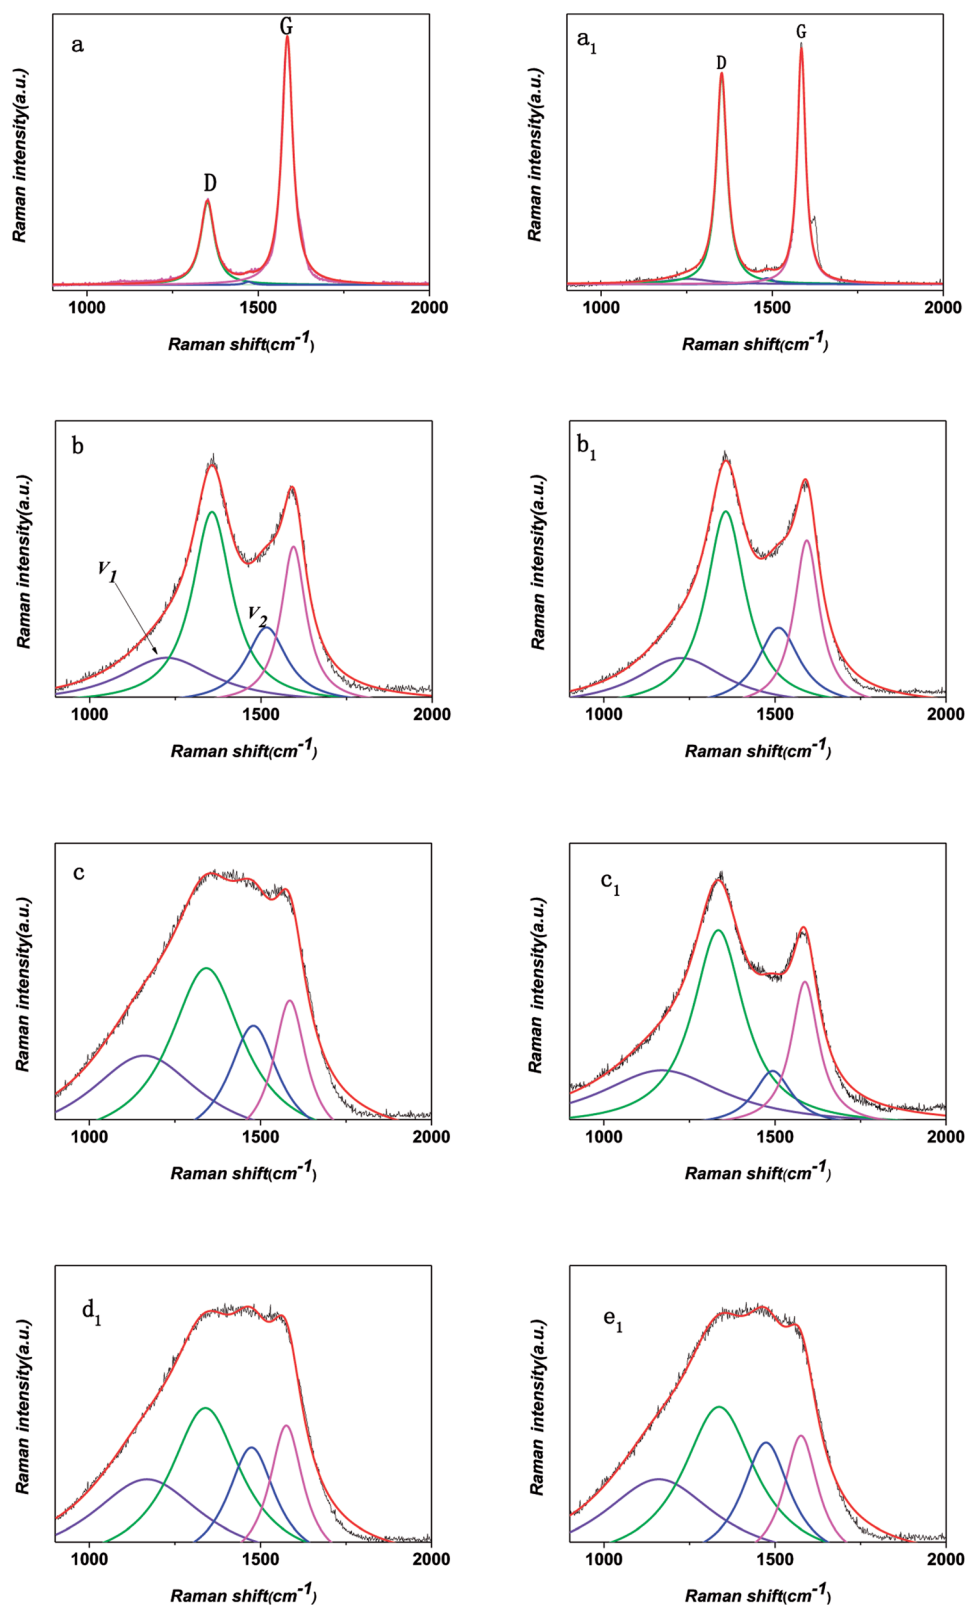 a
G
D
Raman intensity(a.u.)
1000 1500 2000
Raman shift(cm⁻¹)
a₁
D
G
Raman intensity(a.u.)
1000 1500 2000
Raman shift(cm⁻¹)
b
V₁
V₂
Raman intensity(a.u.)
1000 1500 2000
Raman shift(cm⁻¹)
b₁
Raman intensity(a.u.)
1000 1500 2000
Raman shift(cm⁻¹)
c
Raman intensity(a.u.)
1000 1500 2000
Raman shift(cm⁻¹)
c₁
Raman intensity(a.u.)
1000 1500 2000
Raman shift(cm⁻¹)
d₁
Raman intensity(a.u.)
1000 1500 2000
Raman shift(cm⁻¹)
e₁
Raman intensity(a.u.)
1000 1500 2000
Raman shift(cm⁻¹)